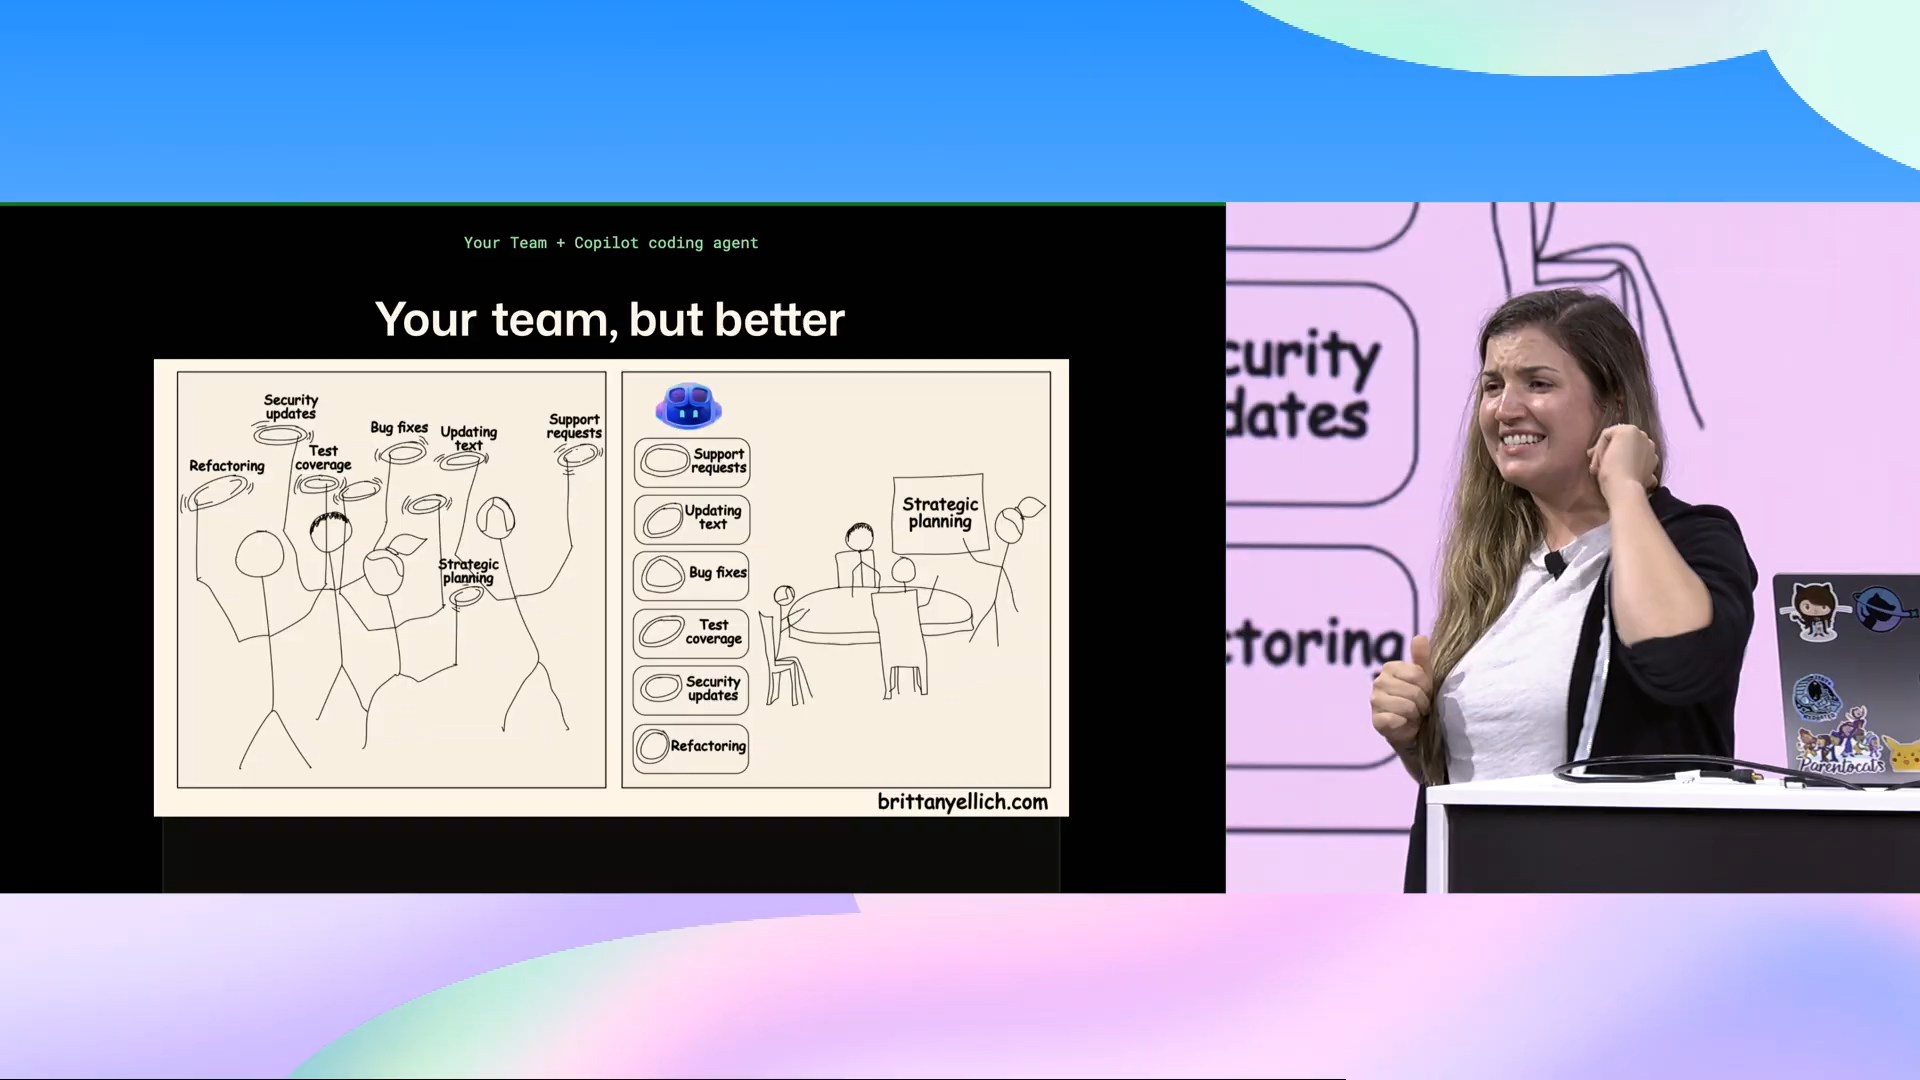 Your Team + Copilot coding agent
Your team, but better
Security
updates
Bug fixes
Updating
text
Support
requests
Test
coverage
Refactoring
Strategic
planning
Support
requests
Updating
text
Bug fixes
Test
coverage
Security
updates
Refactoring
Strategic
planning
brittanyellich.com
curity
dates
ctoring
Parentocats